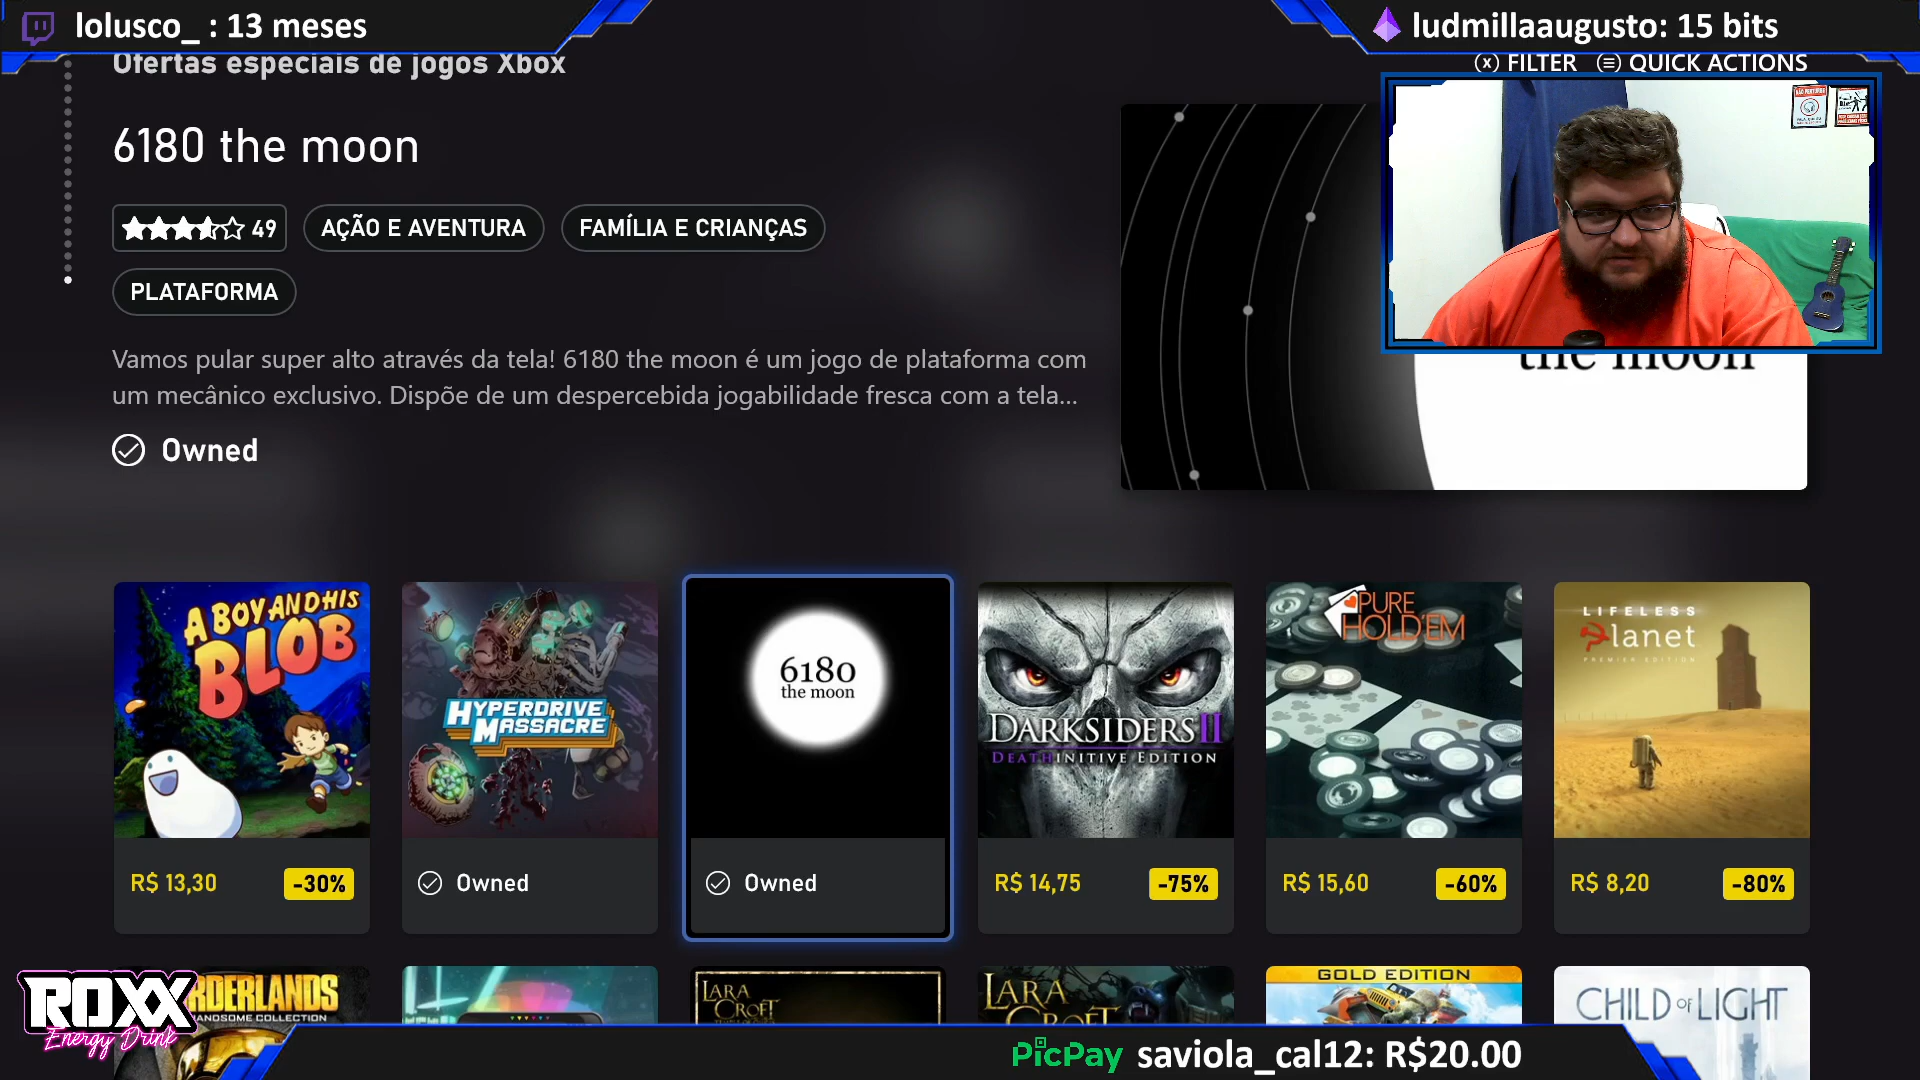 lolusco_ : 13 meses
ludmillaaugusto: 15 bits
Ofertas especiais de jogos Xbox
(x) FILTER
QUICK ACTIONS
6180 the moon
49
AÇÃO E AVENTURA
FAMÍLIA E CRIANÇAS
PLATAFORMA
Vamos pular super alto através da tela! 6180 the moon é um jogo de plataforma com
um mecânico exclusivo. Dispõe de um despercebida jogabilidade fresca com a tela...
Owned
the moon
A BOY AND HIS
BLOB
HYPERDRIVE
MASSACRE
6180
the moon
DARKSIDERS II
DEATHINITIVE EDITION
PURE
HOLD'EM
LIFELESS
Planet
PREMIER EDITION
R$ 13,30
-30%
Owned
Owned
R$ 14,75
-75%
R$ 15,60
-60%
R$ 8,20
-80%
ROXX
Energy Drink
RDERLANDS
ANDSOME COLLECTION
LARA
CROFT
LARA
CROFT
GOLD EDITION
CHILD OF LIGHT
PicPay
saviola_cal12: R$20.00